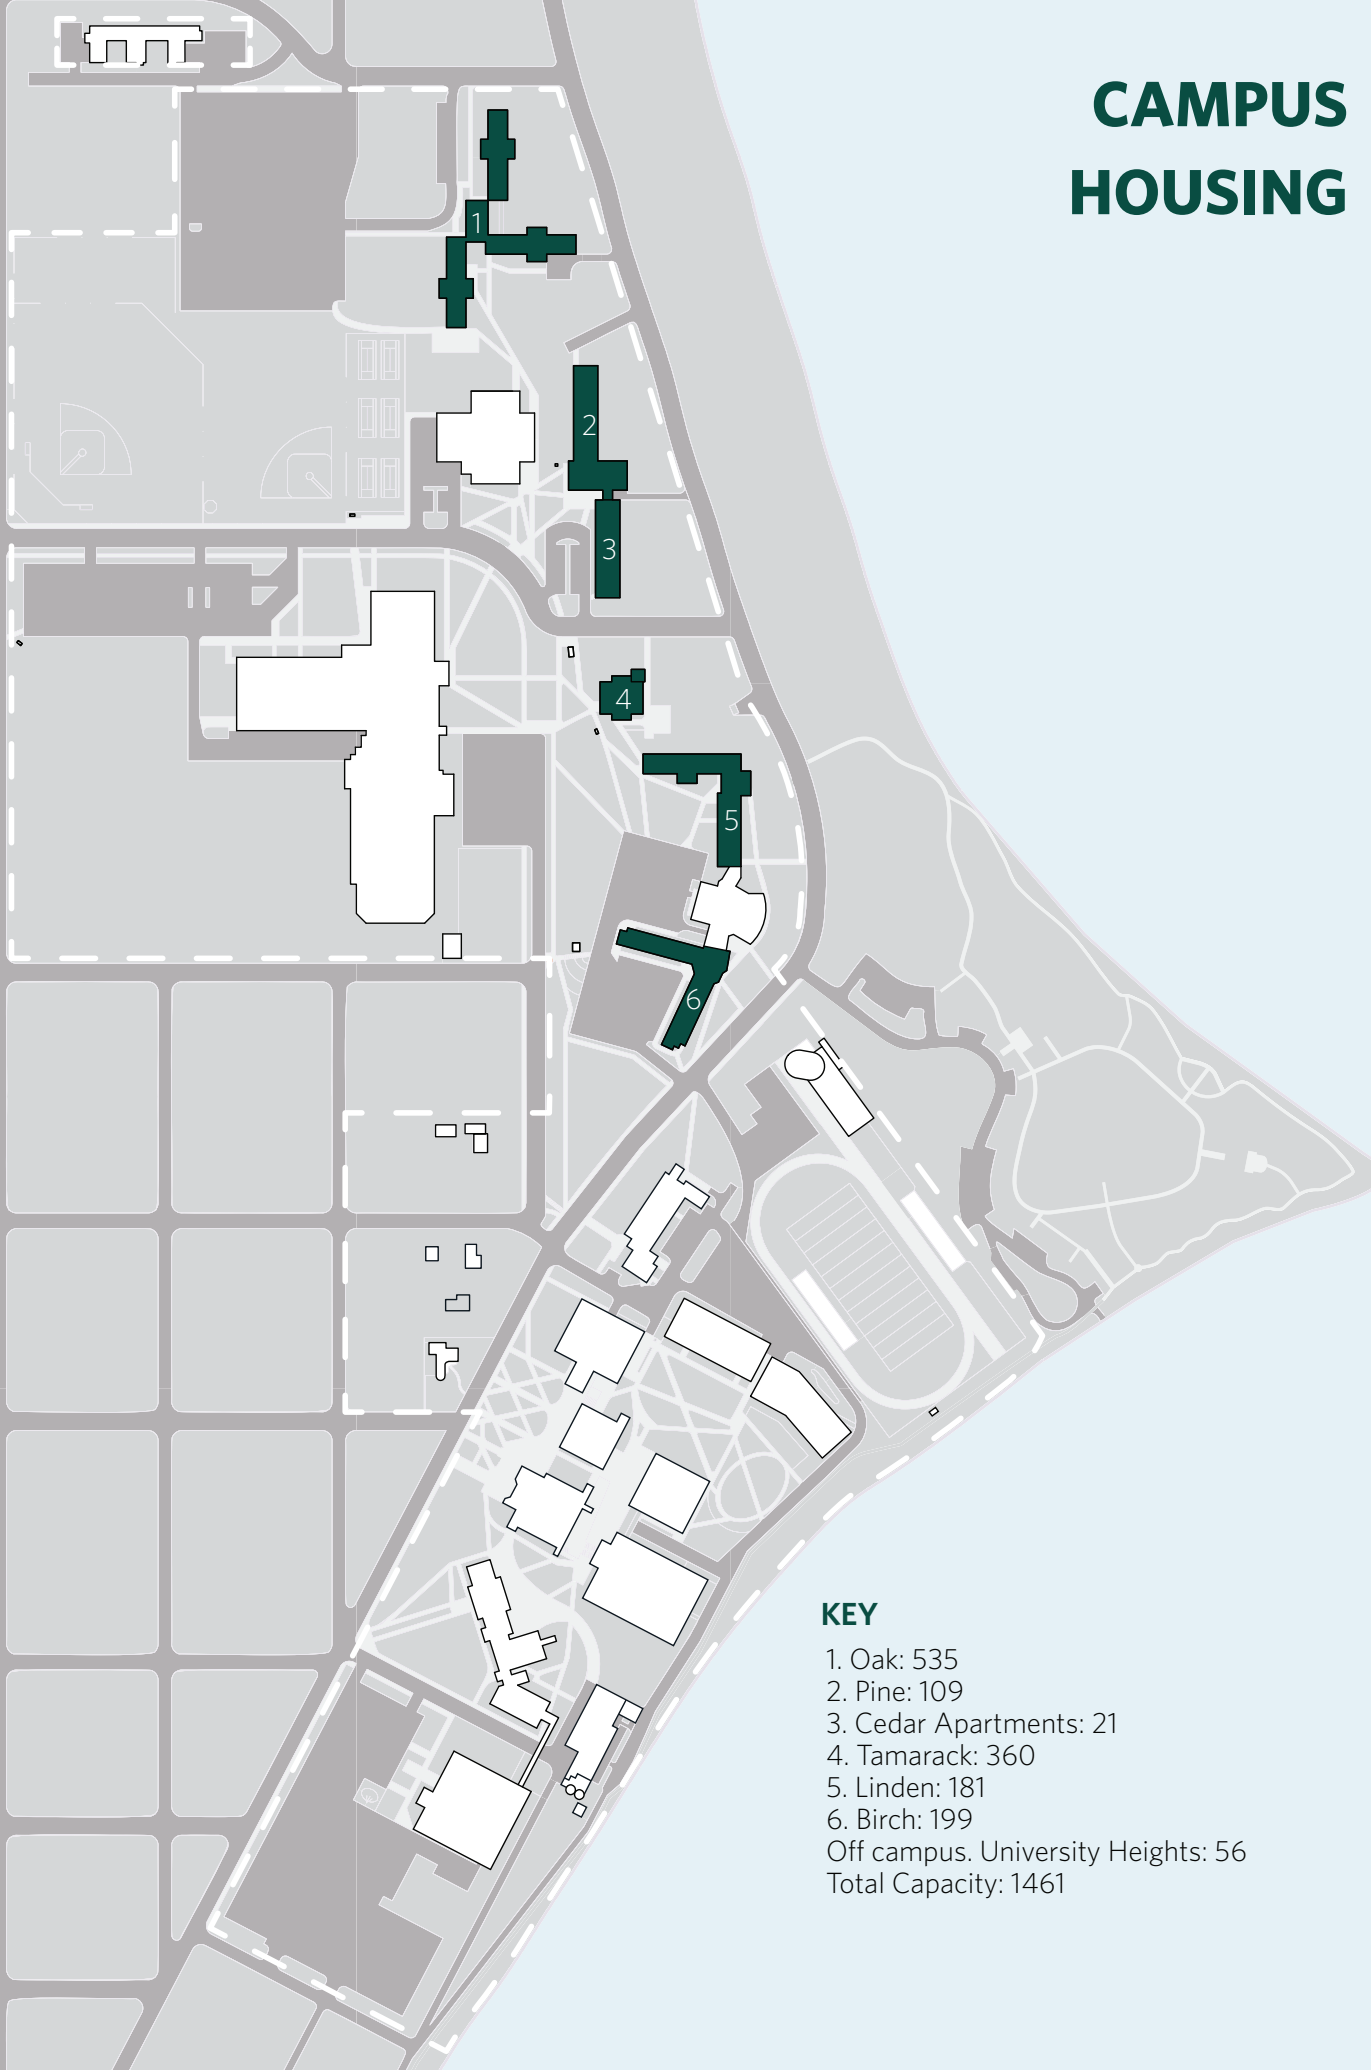 CAMPUS
HOUSING
1
2
3
4
5
6
KEY
1. Oak: 535
2. Pine: 109
3. Cedar Apartments: 21
4. Tamarack: 360
5. Linden: 181
6. Birch: 199
Off campus. University Heights: 56
Total Capacity: 1461